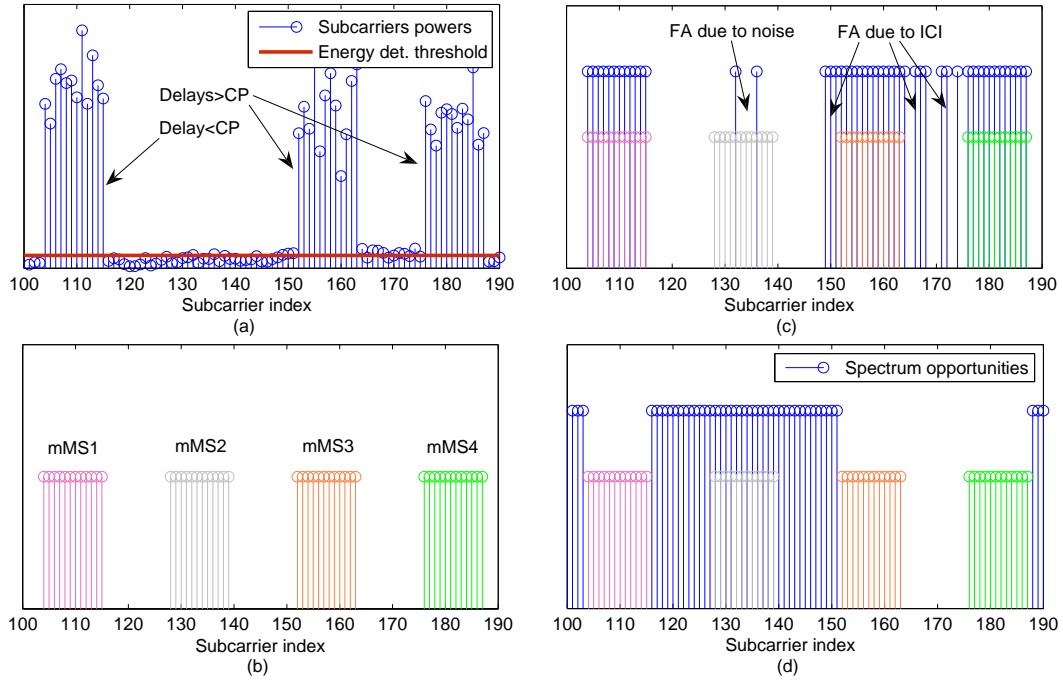 Subcarriers powers
Energy det. threshold
Delays>CP
Delay<CP
100 110 120 130 140 150 160 170 180 190
Subcarrier index
(a)
FA due to noise
FA due to ICI
100 110 120 130 140 150 160 170 180 190
Subcarrier index
(c)
mMS1 mMS2 mMS3 mMS4
100 110 120 130 140 150 160 170 180 190
Subcarrier index
(b)
Spectrum opportunities
100 110 120 130 140 150 160 170 180 190
Subcarrier index
(d)